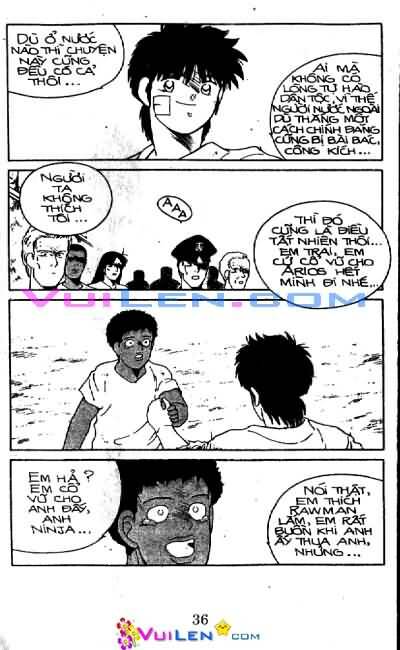 DÙ Ở NƯỚC
NÀO THÌ CHUYỆN
NÀY CŨNG
ĐỀU CÓ CẢ
THÔI...
AI MÀ
KHÔNG CÓ
LÒNG TỰ HÀO
DÂN TỘC, VÌ THẾ
NGƯỜI NƯỚC NGOÀI
DÙ THẮNG MỘT
CÁCH CHÍNH ĐÁNG
CŨNG BỊ BÀI BÁC,
CÔNG KÍCH...
NGƯỜI
TA
KHÔNG
THÍCH
TÔI...
AAA
THÌ ĐÓ
CŨNG LÀ ĐIỀU
TẤT NHIÊN THÔI...
EM TRAI, EM
CỨ CỔ VŨ CHO
ARIOS HẾT
MÌNH ĐI NHÉ...
VUILEN.COM
EM HẢ?
EM CỔ
VŨ CHO
ANH ĐẤY,
ANH
NINJA...
NÓI THẬT,
EM THÍCH
RAWMAN
LẮM, EM RẤT
BUỒN KHI ANH
ẤY THUA ANH,
NHƯNG...
36
VUILEN.COM